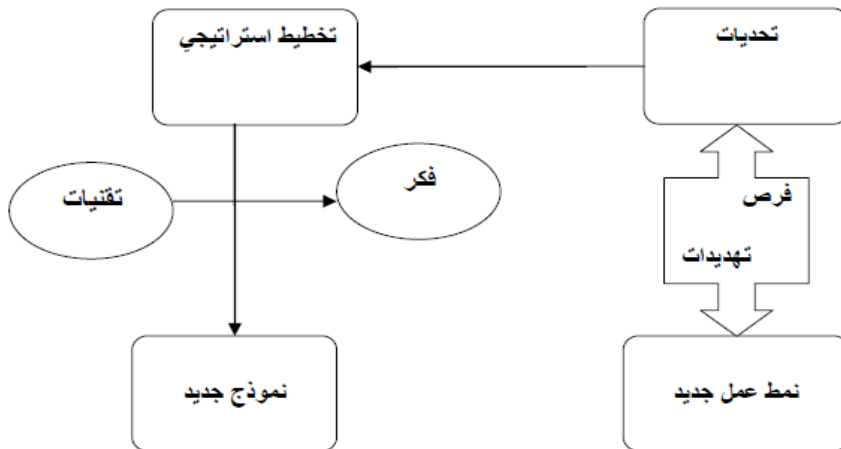 تحديات
تخطيط استراتيجي
فكر
تقنيات
فرص
تهديدات
نمط عمل جديد
نموذج جديد